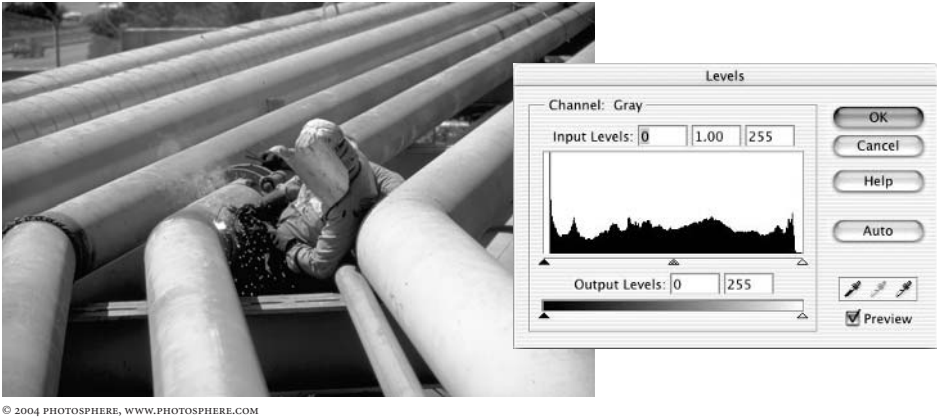 Levels
Channel: Gray
Input Levels: 0 1.00 255
Output Levels: 0 255
OK
Cancel
Help
Auto
Preview
© 2004 PHOTOSPHERE, WWW.PHOTOSPHERE.COM